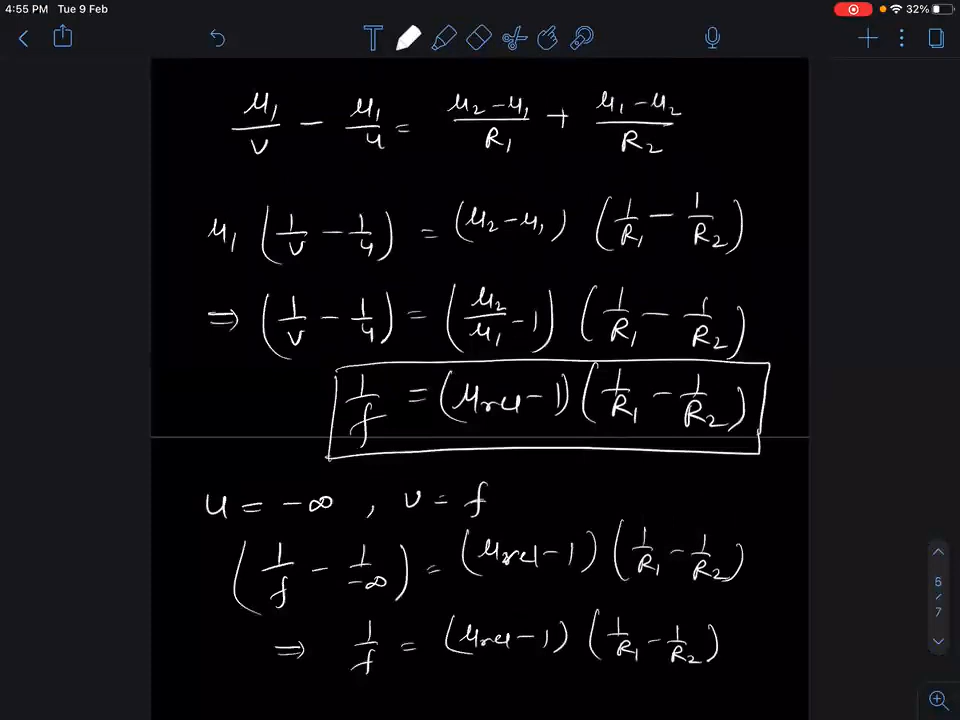 4:55 PM Tue 9 Feb
32%
T
μ₁/v − μ₁/u = (μ₂ − μ₁)/R₁ + (μ₁ − μ₂)/R₂
μ₁ (1/v − 1/u) = (μ₂ − μ₁) (1/R₁ − 1/R₂)
⇒ (1/v − 1/u) = (μ₂/μ₁ − 1) (1/R₁ − 1/R₂)
1/f = (μrel − 1) (1/R₁ − 1/R₂)
u = −∞ , v = f
(1/f − 1/−∞) = (μrel − 1) (1/R₁ − 1/R₂)
⇒ 1/f = (μrel − 1) (1/R₁ − 1/R₂)
5
/
7